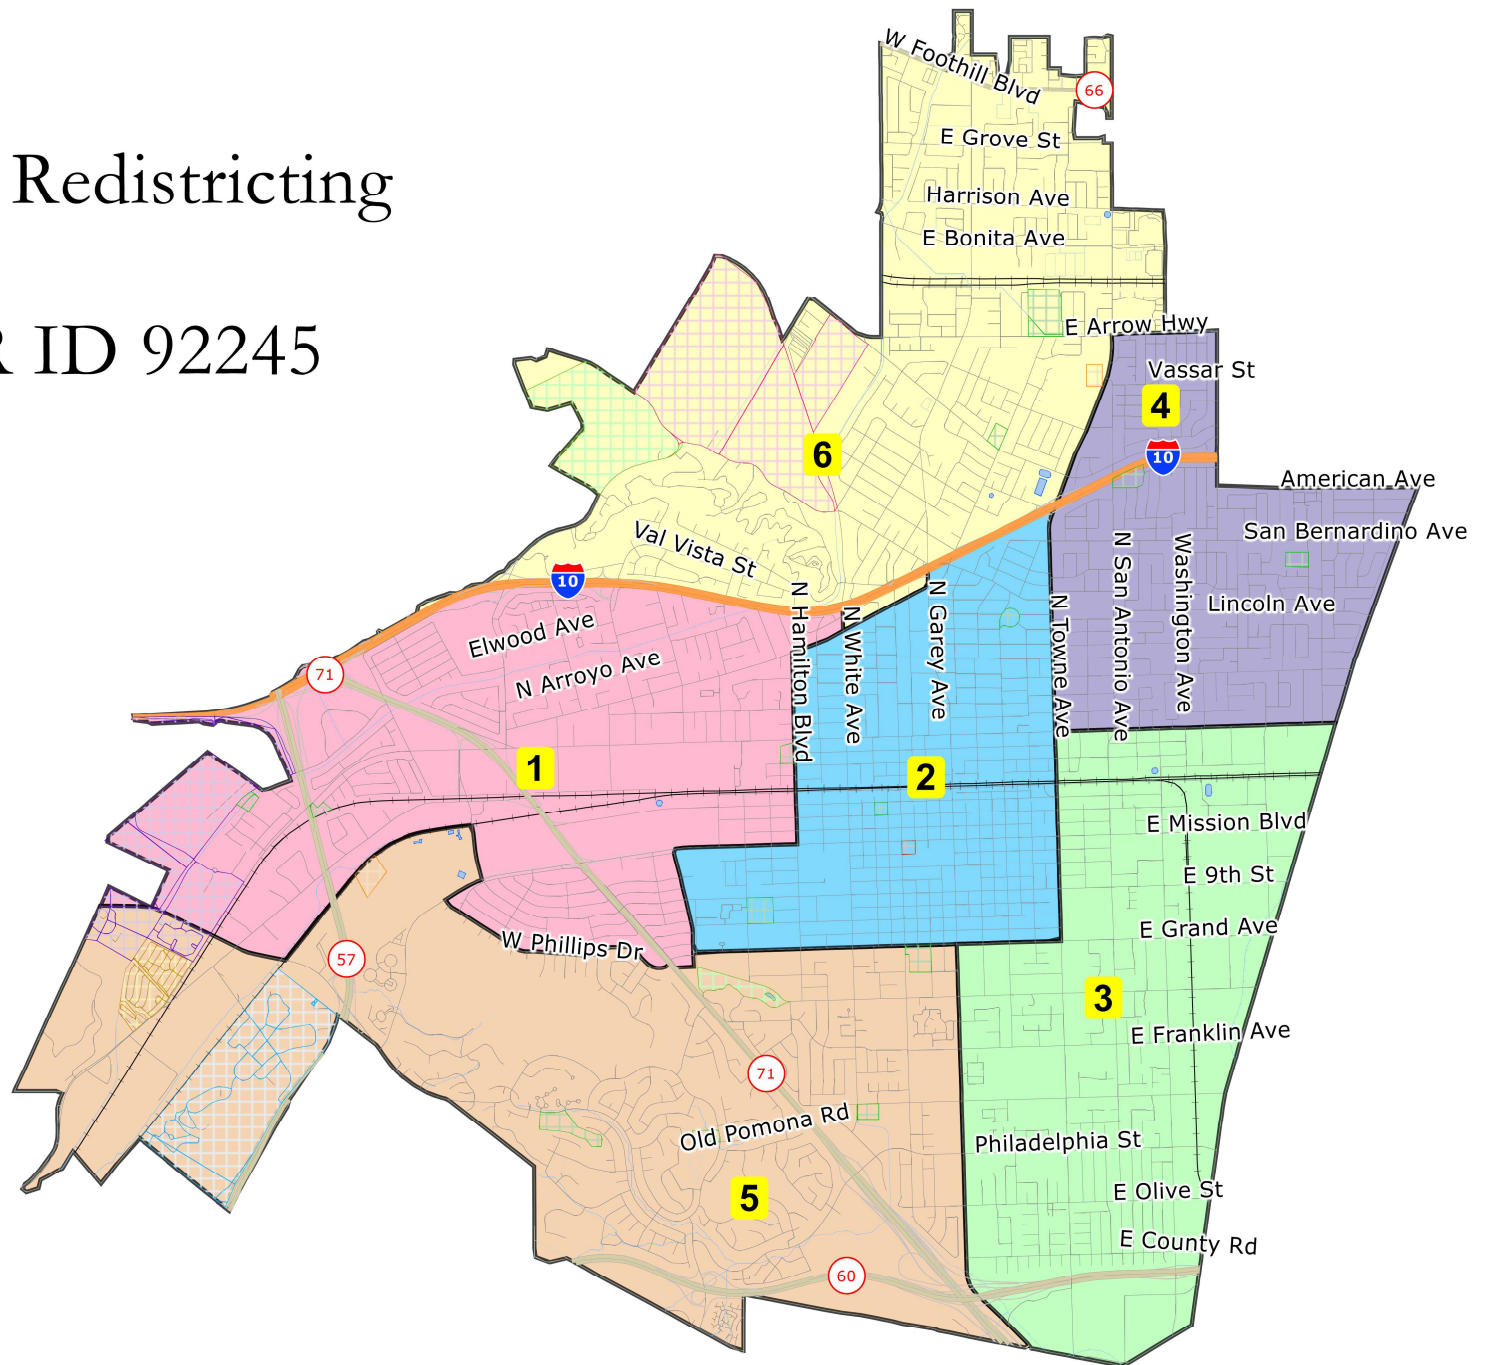 Redistricting
R ID 92245
W Foothill Blvd
66
E Grove St
Harrison Ave
E Bonita Ave
E Arrow Hwy
Vassar St
4
10
6
American Ave
San Bernardino Ave
Val Vista St
10
N Hamilton Blvd
N White Ave
N Garey Ave
N Towne Ave
N San Antonio Ave
Washington Ave
Lincoln Ave
Elwood Ave
N Arroyo Ave
71
1
2
E Mission Blvd
E 9th St
E Grand Ave
W Phillips Dr
57
3
E Franklin Ave
71
Old Pomona Rd
Philadelphia St
5
E Olive St
E County Rd
60